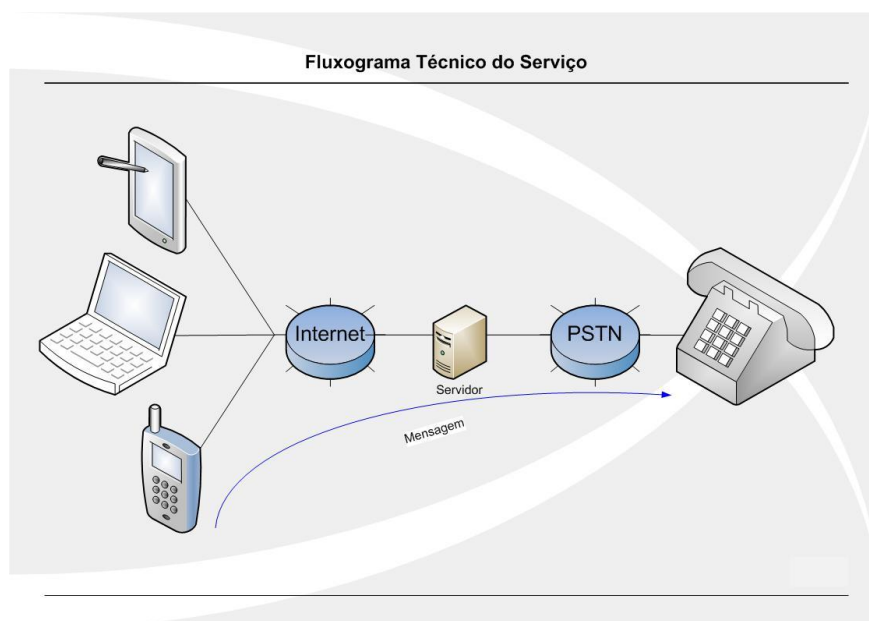 Fluxograma Técnico do Serviço
Internet
Servidor
PSTN
Mensagem